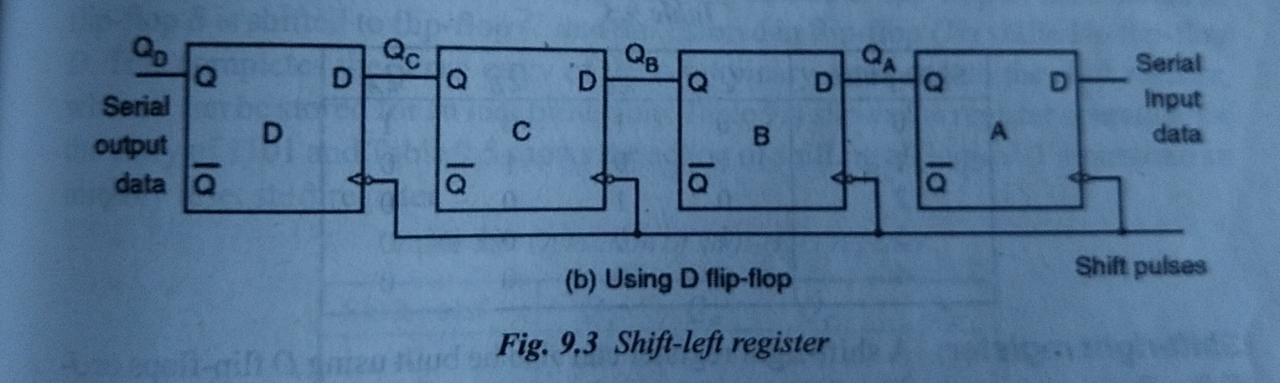 Q_D
Q_C
Q_B
Q_A
Serial
output
data
Q
D
D
Q̅
Q
D
C
Q̅
Q
D
B
Q̅
Q
D
A
Q̅
Serial
Input
data
Shift pulses
(b) Using D flip-flop
Fig. 9.3 Shift-left register